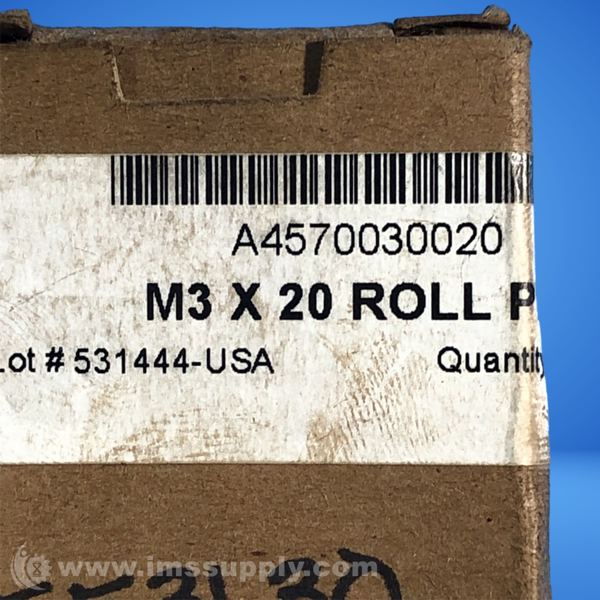 A4570030020
M3 X 20 ROLL P
Lot # 531444-USA
Quantity
www.imssupply.com